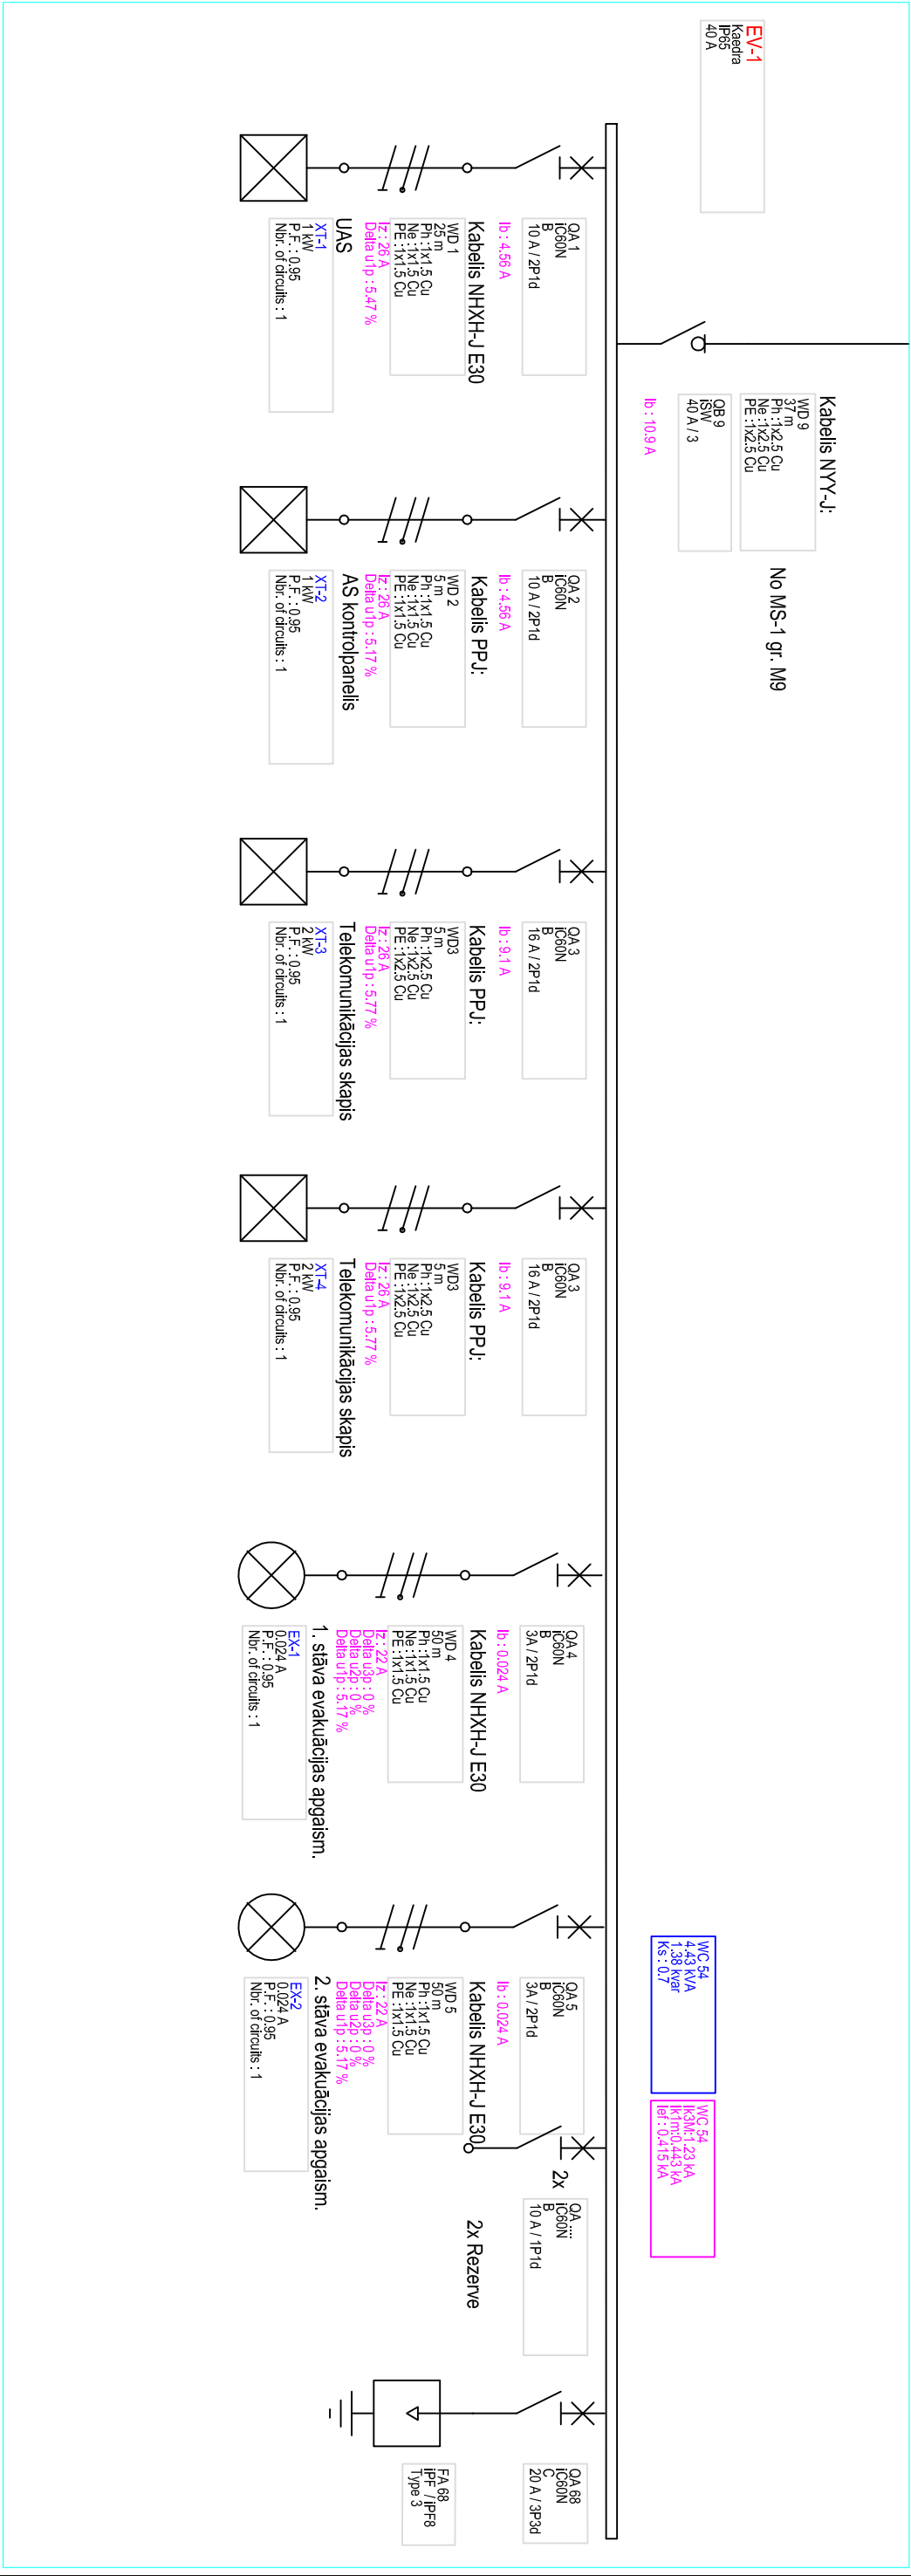 EV-1
Kaedra
IP65
40 A
Kabelis NYY-J:
WD 9
37 m
Ph :1x2.5 Cu
Ne :1x2.5 Cu
PE :1x2.5 Cu
No MS-1 gr. M9
QB 9
iSW
40 A / 3
Ib : 10.9 A
WC 54
4.43 kVA
1.38 kvar
Ks : 0.7
WC 54
Ik3M:1.23 kA
Ik1m:0.443 kA
Ief : 0.415 kA
QA 1
iC60N
B
10 A / 2P1d
Ib : 4.56 A
Kabelis NHXH-J E30
WD 1
25 m
Ph :1x1.5 Cu
Ne :1x1.5 Cu
PE :1x1.5 Cu
Iz : 26 A
Delta u1p : 5.47 %
UAS
XT-1
1 kW
P.F. : 0.95
Nbr. of circuits : 1
QA 2
iC60N
B
10 A / 2P1d
Ib : 4.56 A
Kabelis PPJ:
WD 2
5 m
Ph :1x1.5 Cu
Ne :1x1.5 Cu
PE :1x1.5 Cu
Iz : 26 A
Delta u1p : 5.17 %
AS kontrolpanelis
XT-2
1 kW
P.F. : 0.95
Nbr. of circuits : 1
QA 3
iC60N
B
16 A / 2P1d
Ib : 9.1 A
Kabelis PPJ:
WD3
5 m
Ph :1x2.5 Cu
Ne :1x2.5 Cu
PE :1x2.5 Cu
Iz : 26 A
Delta u1p : 5.77 %
Telekomunikācijas skapis
XT-3
2 kW
P.F. : 0.95
Nbr. of circuits : 1
QA 3
iC60N
B
16 A / 2P1d
Ib : 9.1 A
Kabelis PPJ:
WD3
5 m
Ph :1x2.5 Cu
Ne :1x2.5 Cu
PE :1x2.5 Cu
Iz : 26 A
Delta u1p : 5.77 %
Telekomunikācijas skapis
XT-4
2 kW
P.F. : 0.95
Nbr. of circuits : 1
QA 4
iC60N
B
3A / 2P1d
Ib : 0.024 A
Kabelis NHXH-J E30
WD 4
50 m
Ph :1x1.5 Cu
Ne :1x1.5 Cu
PE :1x1.5 Cu
Iz : 22 A
Delta u3p : 0 %
Delta u2p : 0 %
Delta u1p : 5.17 %
1. stāva evakuācijas apgaism.
EX-1
0.024 A
P.F. : 0.95
Nbr. of circuits : 1
QA 5
iC60N
B
3A / 2P1d
Ib : 0.024 A
Kabelis NHXH-J E30
WD 5
50 m
Ph :1x1.5 Cu
Ne :1x1.5 Cu
PE :1x1.5 Cu
Iz : 22 A
Delta u3p : 0 %
Delta u2p : 0 %
Delta u1p : 5.17 %
2. stāva evakuācijas apgaism.
EX-2
0.024 A
P.F. : 0.95
Nbr. of circuits : 1
2x
QA ....
iC60N
B
10 A / 1P1d
2x Rezerve
QA 68
iC60N
C
20 A / 3P3d
FA 68
iPF / iPF8
Type 3